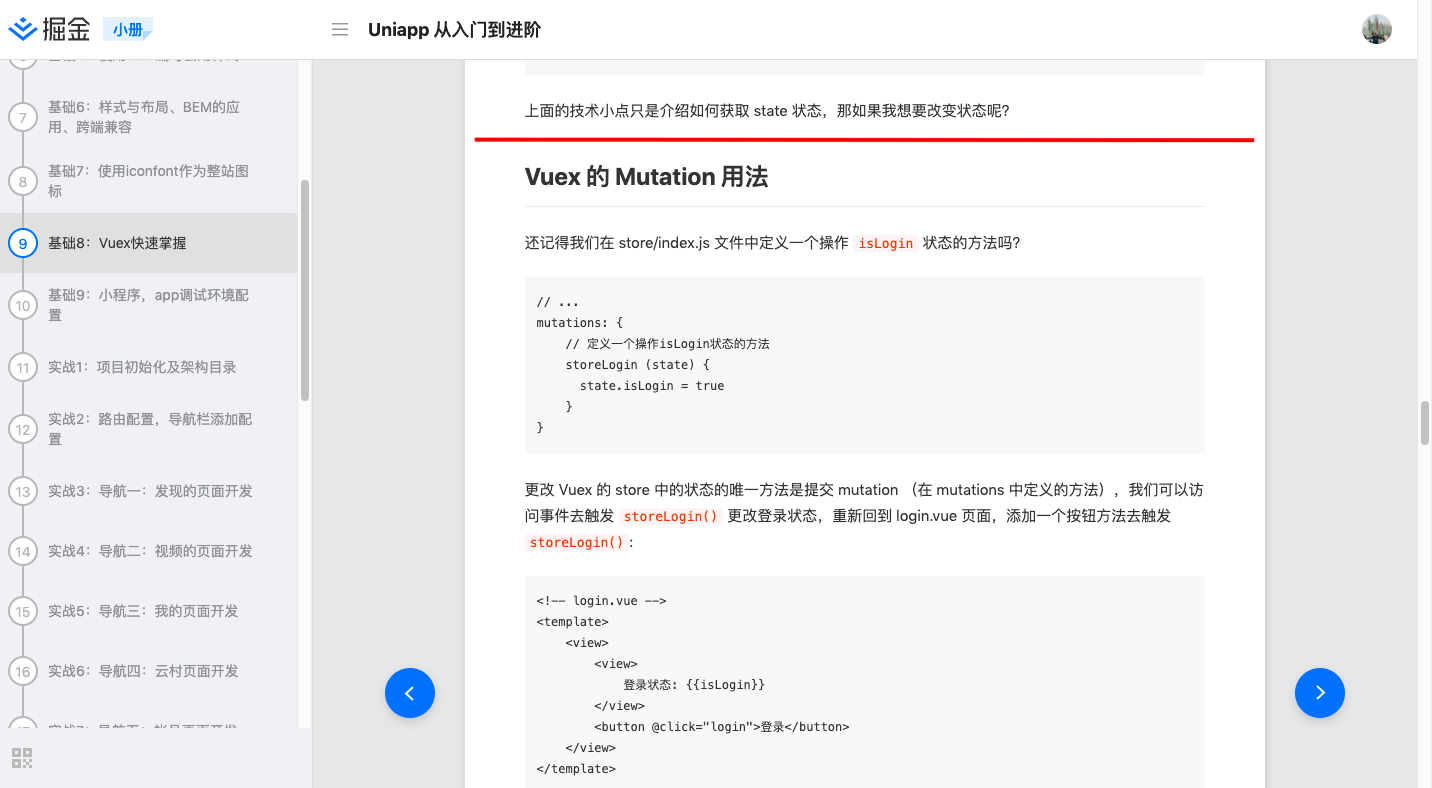 掘金 小册
Uniapp 从入门到进阶
7
基础6：样式与布局、BEM的应
用、跨端兼容
8
基础7：使用iconfont作为整站图
标
9
基础8：Vuex快速掌握
10
基础9：小程序，app调试环境配
置
11
实战1：项目初始化及架构目录
12
实战2：路由配置，导航栏添加配
置
13
实战3：导航一：发现的页面开发
14
实战4：导航二：视频的页面开发
15
实战5：导航三：我的页面开发
16
实战6：导航四：云村页面开发
上面的技术小点只是介绍如何获取 state 状态，那如果我想要改变状态呢？
Vuex 的 Mutation 用法
还记得我们在 store/index.js 文件中定义一个操作 isLogin 状态的方法吗？
// ...
mutations: {
    // 定义一个操作isLogin状态的方法
    storeLogin (state) {
      state.isLogin = true
    }
}
更改 Vuex 的 store 中的状态的唯一方法是提交 mutation （在 mutations 中定义的方法），我们可以访
问事件去触发 storeLogin() 更改登录状态，重新回到 login.vue 页面，添加一个按钮方法去触发
storeLogin() ：
<!-- login.vue -->
<template>
    <view>
        <view>
            登录状态: {{isLogin}}
        </view>
        <button @click="login">登录</button>
    </view>
</template>